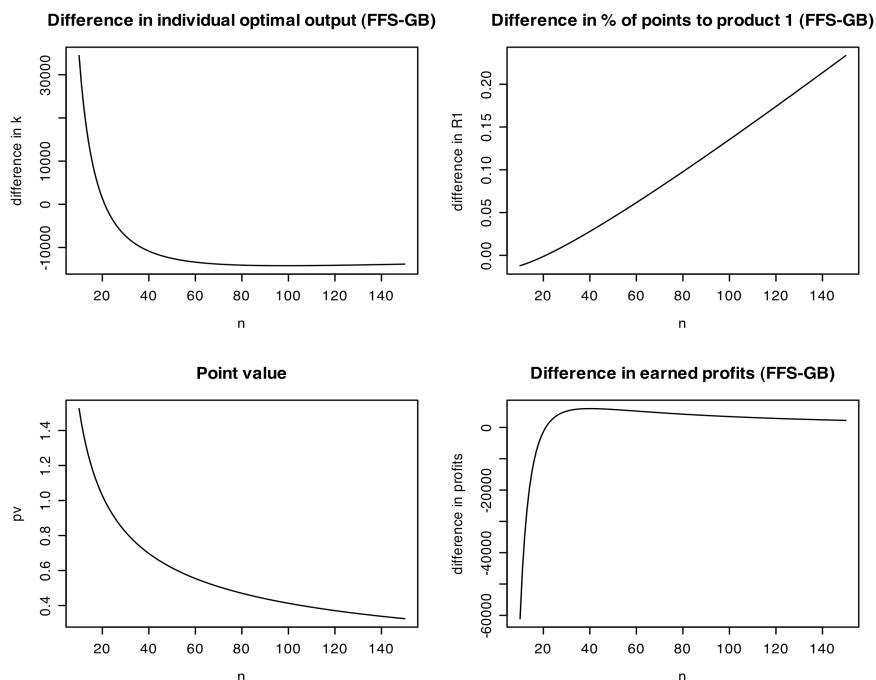 Difference in individual optimal output (FFS-GB)
difference in k
30000
10000
0
-10000
20 40 60 80 100 120 140
n
Difference in % of points to product 1 (FFS-GB)
difference in R1
0.20
0.15
0.10
0.05
0.00
20 40 60 80 100 120 140
n
Point value
pv
1.4
1.2
1.0
0.8
0.6
0.4
20 40 60 80 100 120 140
n
Difference in earned profits (FFS-GB)
difference in profits
0
-20000
-40000
-60000
20 40 60 80 100 120 140
n